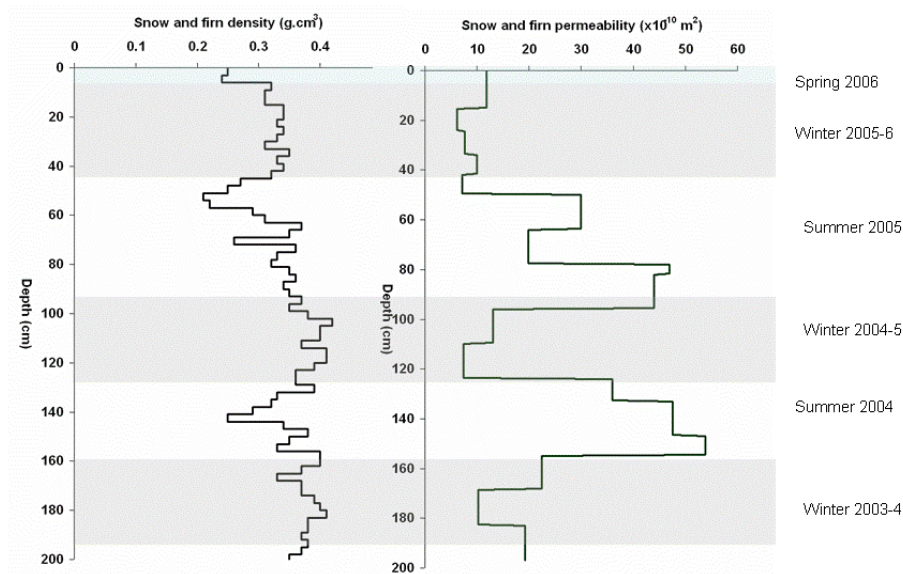 Snow and firn density (g.cm³)
0 0.1 0.2 0.3 0.4
0
20
40
60
80
100
120
140
160
180
200
Depth (cm)
Snow and firn permeability (x10¹⁰ m²)
0 10 20 30 40 50 60
0
20
40
60
80
100
120
140
160
180
200
Depth (cm)
Spring 2006
Winter 2005-6
Summer 2005
Winter 2004-5
Summer 2004
Winter 2003-4